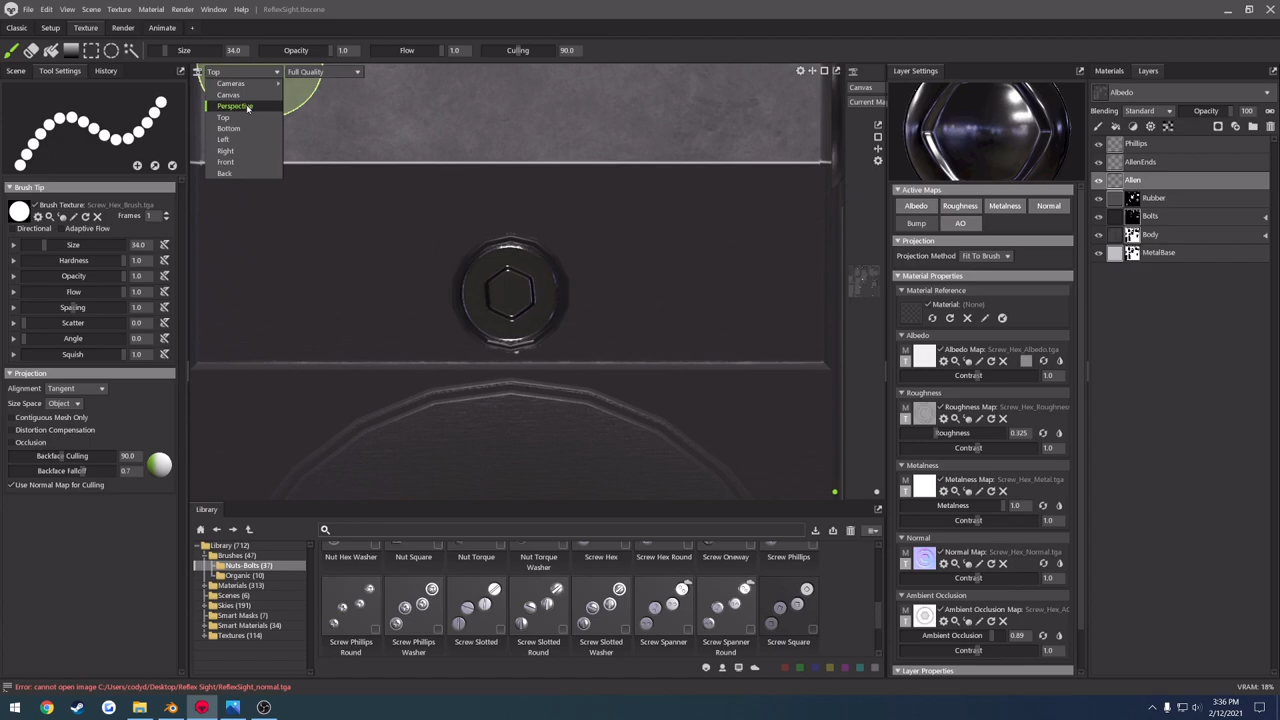 ReflexSight.tbscene
File Edit View Scene Texture Material Render Window Help
Classic Setup Texture Render Animate +
Size 34.0 Opacity 1.0 Flow 1.0 Culling 90.0
Scene Tool Settings History
Top Full Quality
Cameras
Canvas
Perspective
Top
Bottom
Left
Right
Front
Back
Brush Tip
Brush Texture: Screw_Hex_Brush.tga
Frames 1
Directional Adaptive Flow
Size 34.0
Hardness 1.0
Opacity 1.0
Flow 1.0
Spacing 1.0
Scatter 0.0
Angle 0.0
Squish 1.0
Projection
Alignment Tangent
Size Space Object
Contiguous Mesh Only
Distortion Compensation
Occlusion
Backface Culling 90.0
Backface Falloff 0.7
Use Normal Map for Culling
Canvas
Current Ma
Library
Library (712)
Brushes (47)
Nuts-Bolts (37)
Organic (10)
Materials (313)
Scenes (6)
Skies (191)
Smart Masks (7)
Smart Materials (34)
Textures (114)
Nut Hex Washer Nut Square Nut Torque Nut Torque Washer Screw Hex Screw Hex Round Screw Oneway Screw Phillips
Screw Phillips Round Screw Phillips Washer Screw Slotted Screw Slotted Round Screw Slotted Washer Screw Spanner Screw Spanner Round Screw Square
Layer Settings
Active Maps
Albedo Roughness Metalness Normal
Bump AO
Projection
Projection Method Fit To Brush
Material Properties
Material Reference
Material: (None)
Albedo
M
T
Albedo Map: Screw_Hex_Albedo.tga
Contrast 1.0
Roughness
M
T
Roughness Map: Screw_Hex_Roughnes
Roughness 0.325
Contrast 1.0
Metalness
M
T
Metalness Map: Screw_Hex_Metal.tga
Metalness 1.0
Contrast 1.0
Normal
M
T
Normal Map: Screw_Hex_Normal.tga
Contrast 1.0
Ambient Occlusion
M
T
Ambient Occlusion Map: Screw_Hex_AO
Ambient Occlusion 0.89
Contrast 1.0
Layer Properties
Materials Layers
Albedo
Blending Standard Opacity 100
Phillips
AllenEnds
Allen
Rubber
Bolts
Body
MetalBase
Error: cannot open image C:/Users/codyd/Desktop/Reflex Sight/ReflexSight_normal.tga
VRAM: 18%
3:36 PM
2/12/2021